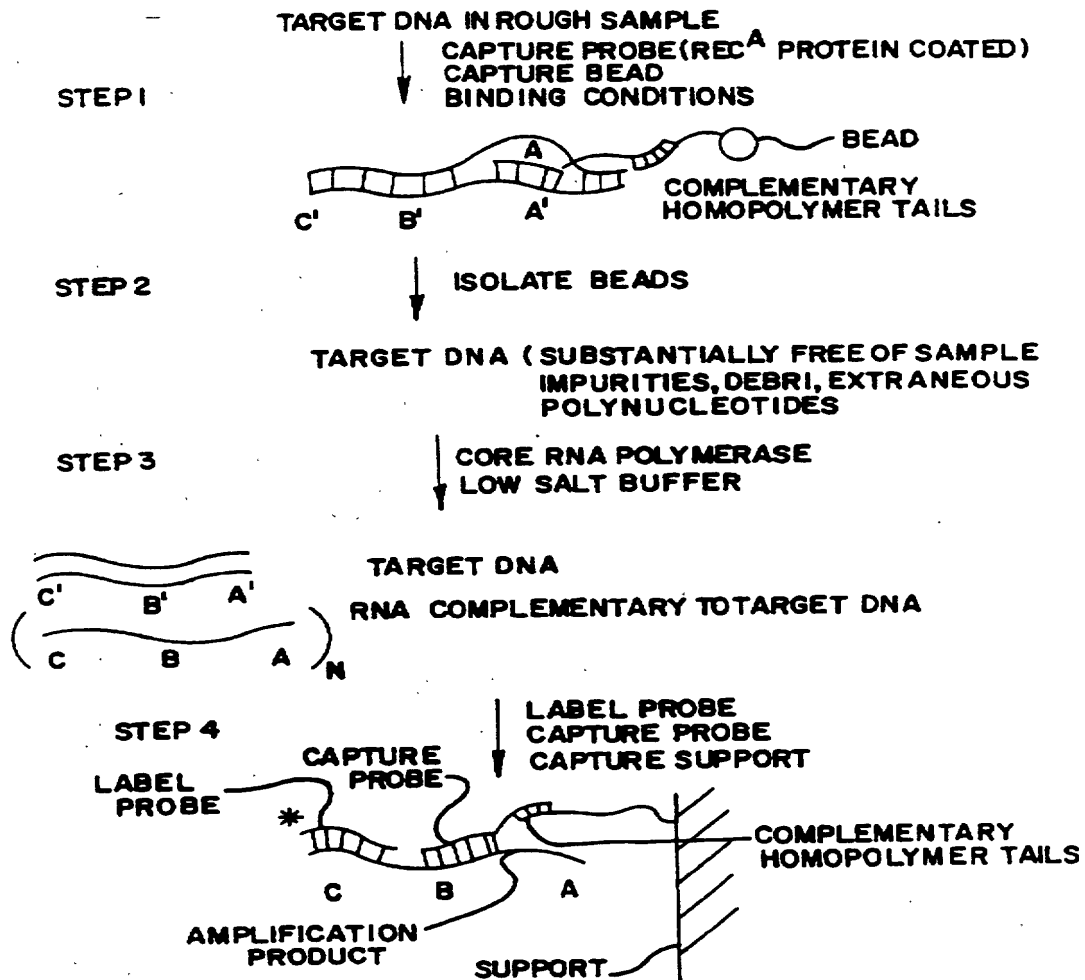 TARGET DNA IN ROUGH SAMPLE
CAPTURE PROBE (REC^A PROTEIN COATED)
CAPTURE BEAD
STEP 1
BINDING CONDITIONS
BEAD
A
COMPLEMENTARY
HOMOPOLYMER TAILS
C' B' A'
STEP 2
ISOLATE BEADS
TARGET DNA (SUBSTANTIALLY FREE OF SAMPLE
IMPURITIES, DEBRI, EXTRANEOUS
POLYNUCLEOTIDES
STEP 3
CORE RNA POLYMERASE
LOW SALT BUFFER
TARGET DNA
C' B' A'
RNA COMPLEMENTARY TO TARGET DNA
( C B A )N
STEP 4
LABEL PROBE
CAPTURE PROBE
CAPTURE SUPPORT
CAPTURE
PROBE
LABEL
PROBE
*
COMPLEMENTARY
HOMOPOLYMER TAILS
C B A
AMPLIFICATION
PRODUCT
SUPPORT